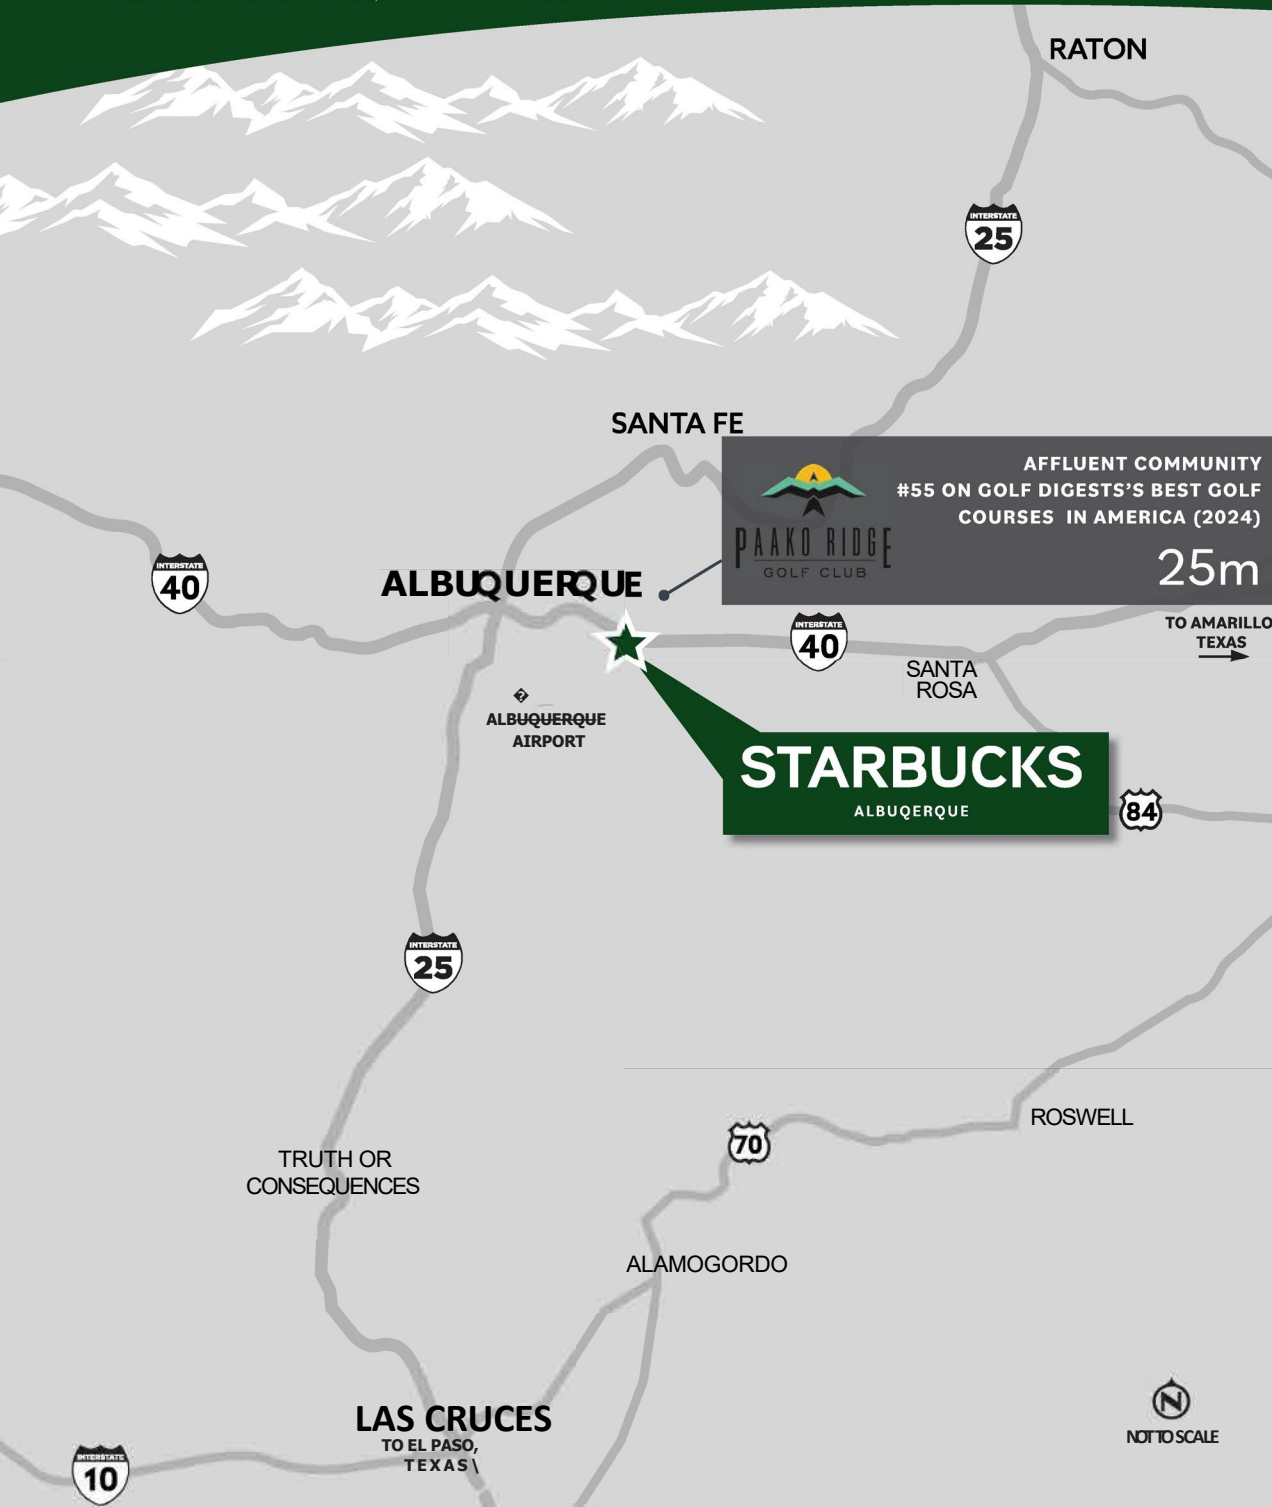 RATON
INTERSTATE
25
SANTA FE
AFFLUENT COMMUNITY
#55 ON GOLF DIGESTS'S BEST GOLF
COURSES IN AMERICA (2024)
PAAKO RIDGE
GOLF CLUB
25m
INTERSTATE
40
ALBUQUERQUE
INTERSTATE
40
TO AMARILLO
TEXAS
SANTA
ROSA
ALBUQUERQUE
AIRPORT
STARBUCKS
ALBUQERQUE
84
INTERSTATE
25
ROSWELL
70
TRUTH OR
CONSEQUENCES
ALAMOGORDO
LAS CRUCES
TO EL PASO,
TEXAS \
INTERSTATE
10
N
NOT TO SCALE